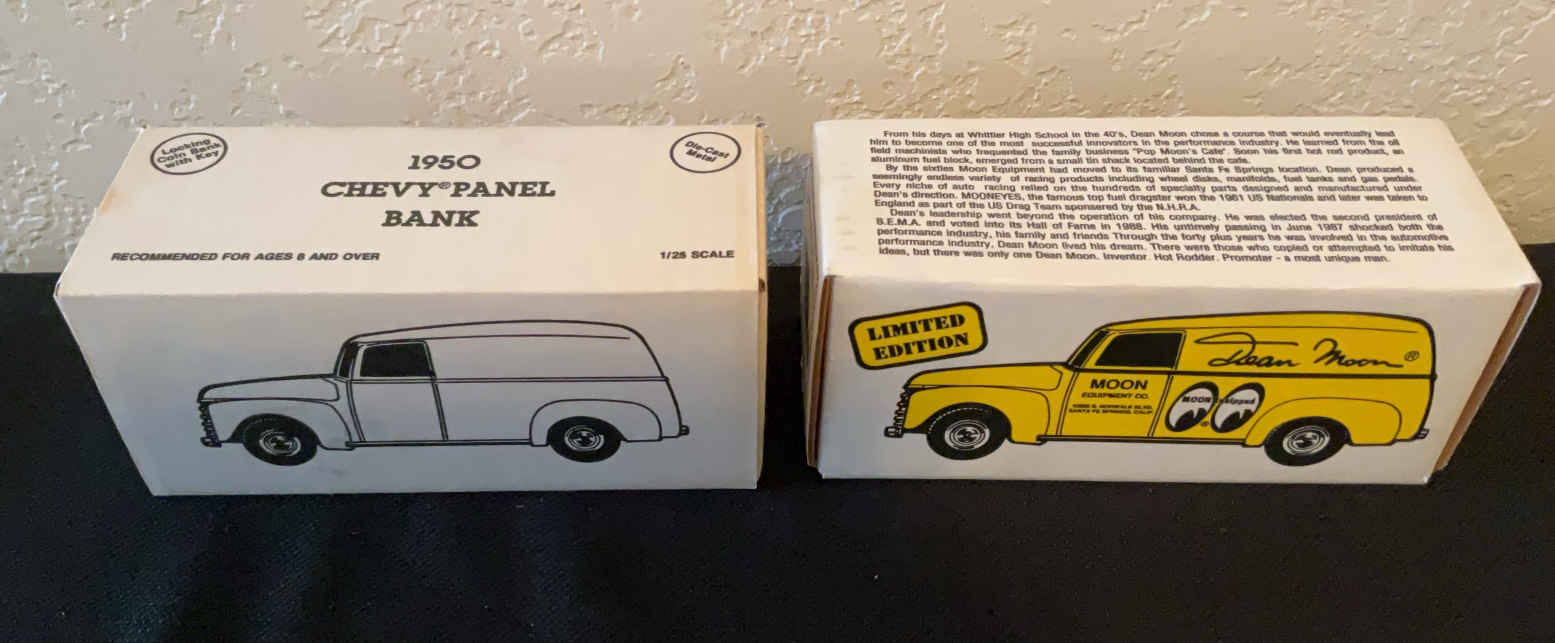 Locking
Coin Bank
with Key
Die-Cast
Metal
1950
CHEVY® PANEL
BANK
RECOMMENDED FOR AGES 8 AND OVER
1/25 SCALE
From his days at Whittier High School in the 40's, Dean Moon chose a course that would eventually lead
him to become one of the most successful innovators in the performance industry. He learned from the oil
field machinists who frequented the family business "Pop Moon's Cafe". Soon his first hot rod product, an
aluminum fuel block, emerged from a small tin shack located behind the cafe.
By the sixties Moon Equipment had moved to its familiar Santa Fe Springs location. Dean produced a
seemingly endless variety of racing products including wheel disks, manifolds, fuel tanks and gas pedals.
Every niche of auto racing relied on the hundreds of specialty parts designed and manufactured under
Dean's direction. MOONEYES, the famous top fuel dragster won the 1961 US Nationals and later was taken to
England as part of the US Drag Team sponsered by the N.H.R.A.
Dean's leadership went beyond the operation of his company. He was elected the second president of
S.E.M.A. and voted into its Hall of Fame in 1988. His untimely passing in June 1987 shocked both the
performance industry, his family and friends Through the forty plus years he was involved in the automotive
performance industry, Dean Moon lived his dream. There were those who copied or attempted to imitate his
ideas, but there was only one Dean Moon. Inventor. Hot Rodder. Promoter - a most unique man.
LIMITED
EDITION
Dean Moon ®
MOON
EQUIPMENT CO.
S. NORWALK BLVD.
SANTA FE SPRINGS, CALIF.
MOON equipped
®